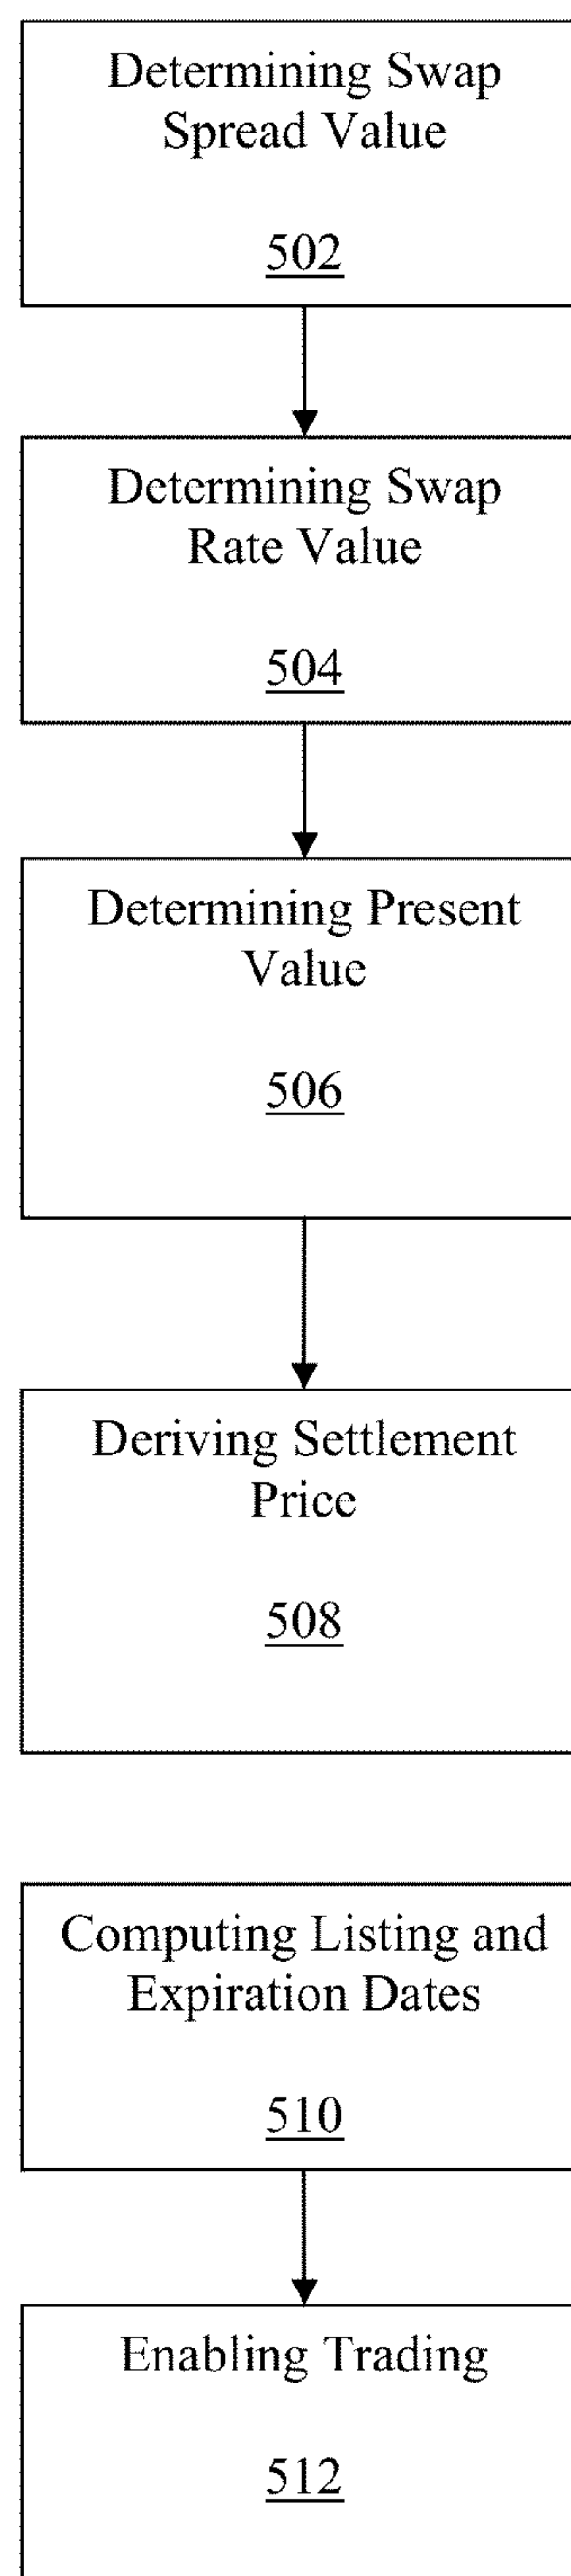 Determining Swap
Spread Value
502
Determining Swap
Rate Value
504
Determining Present
Value
506
Deriving Settlement
Price
508
Computing Listing and
Expiration Dates
510
Enabling Trading
512